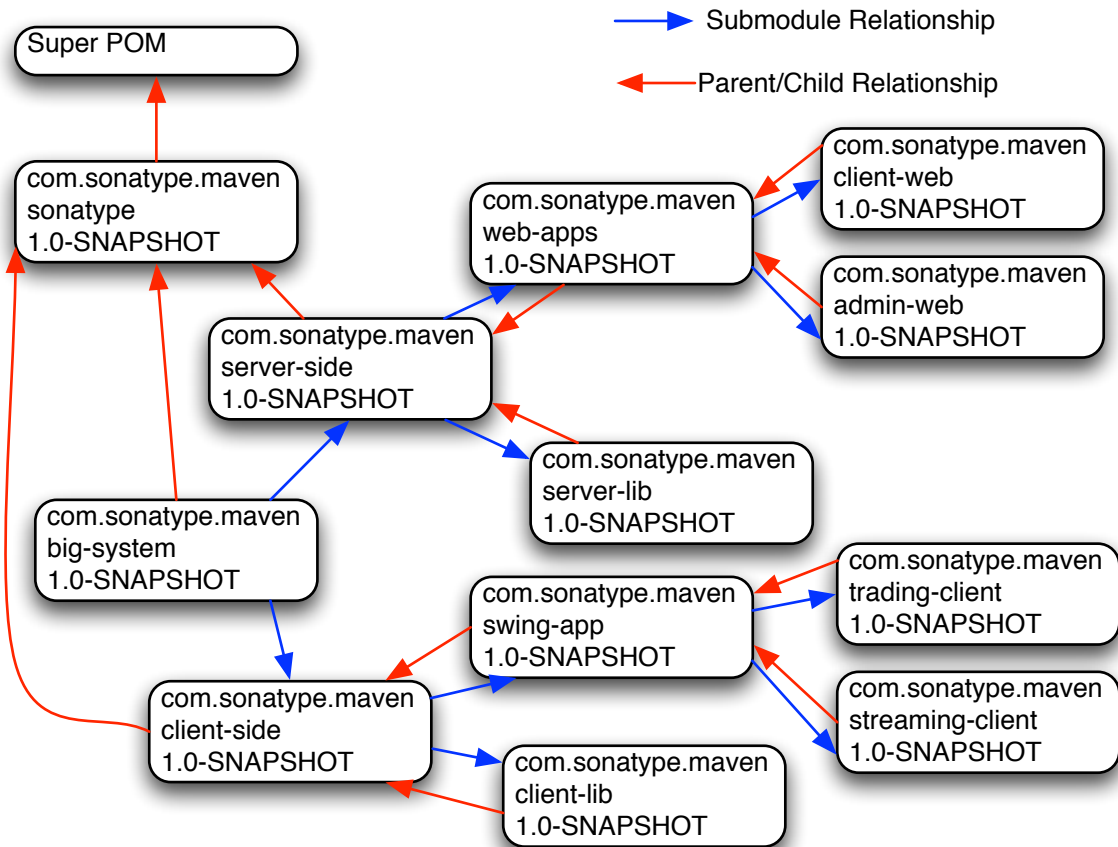 Submodule Relationship
Super POM
Parent/Child Relationship
com.sonatype.maven
client-web
1.0-SNAPSHOT
com.sonatype.maven
sonatype
1.0-SNAPSHOT
com.sonatype.maven
web-apps
1.0-SNAPSHOT
com.sonatype.maven
admin-web
1.0-SNAPSHOT
com.sonatype.maven
server-side
1.0-SNAPSHOT
com.sonatype.maven
server-lib
1.0-SNAPSHOT
com.sonatype.maven
big-system
1.0-SNAPSHOT
com.sonatype.maven
trading-client
1.0-SNAPSHOT
com.sonatype.maven
swing-app
1.0-SNAPSHOT
com.sonatype.maven
streaming-client
1.0-SNAPSHOT
com.sonatype.maven
client-side
1.0-SNAPSHOT
com.sonatype.maven
client-lib
1.0-SNAPSHOT